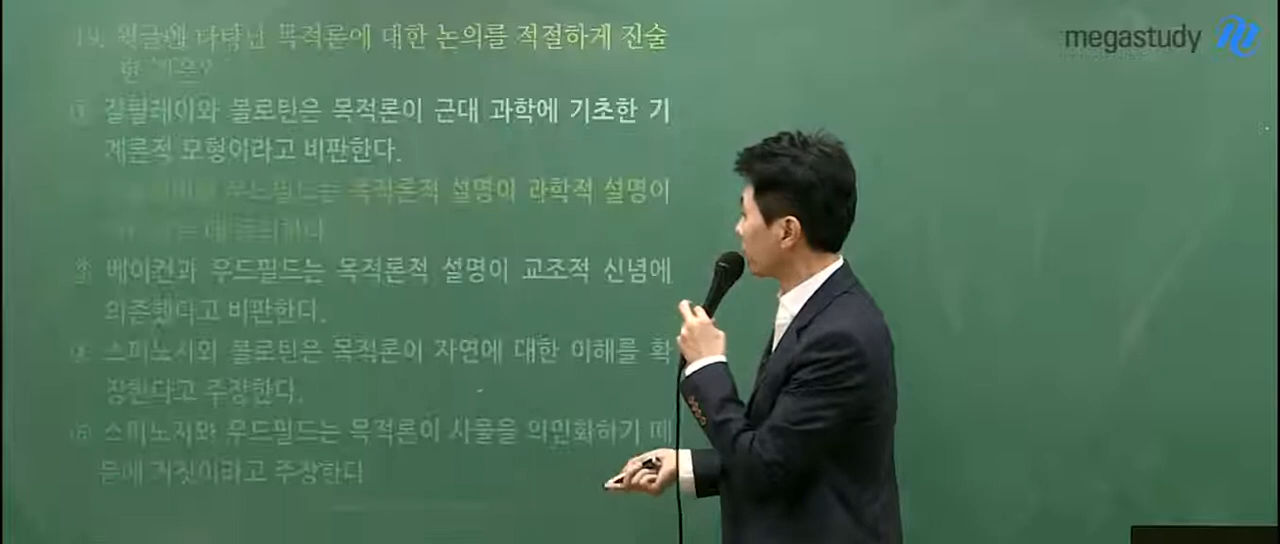 megastudy
19. 윗글에 나타난 목적론에 대한 논의를 적절하게 진술
한 것은?
① 갈릴레이와 볼로틴은 목적론이 근대 과학에 기초한 기
계론적 모형이라고 비판한다.
우드필드는 목적론적 설명이 과학적 설명이
③ 베이컨과 우드필드는 목적론적 설명이 교조적 신념에
의존했다고 비판한다.
④ 스피노자와 볼로틴은 목적론이 자연에 대한 이해를 확
장한다고 주장한다.
⑤ 스피노자와 우드필드는 목적론이 사물을 의인화하기 때
문에 거짓이라고 주장한다